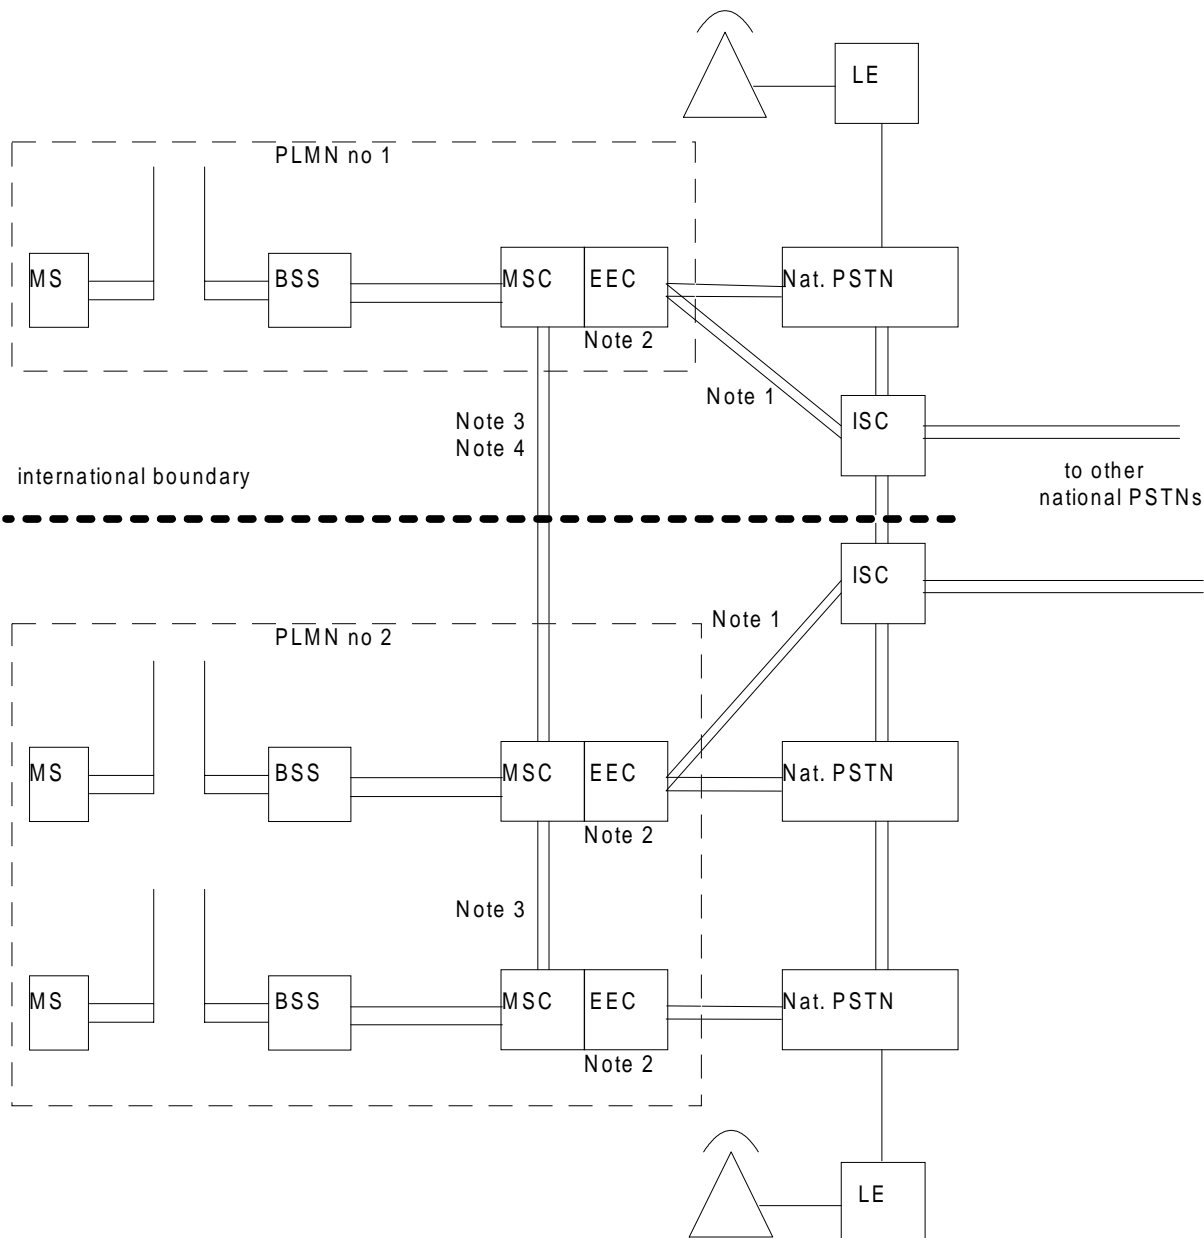 LE
PLMN no 1
MS
BSS
MSC
EEC
Nat. PSTN
Note 2
Note 1
ISC
Note 3
Note 4
to other
national PSTNs
international boundary
ISC
Note 1
PLMN no 2
MS
BSS
MSC
EEC
Nat. PSTN
Note 2
Note 3
MS
BSS
MSC
EEC
Nat. PSTN
Note 2
LE